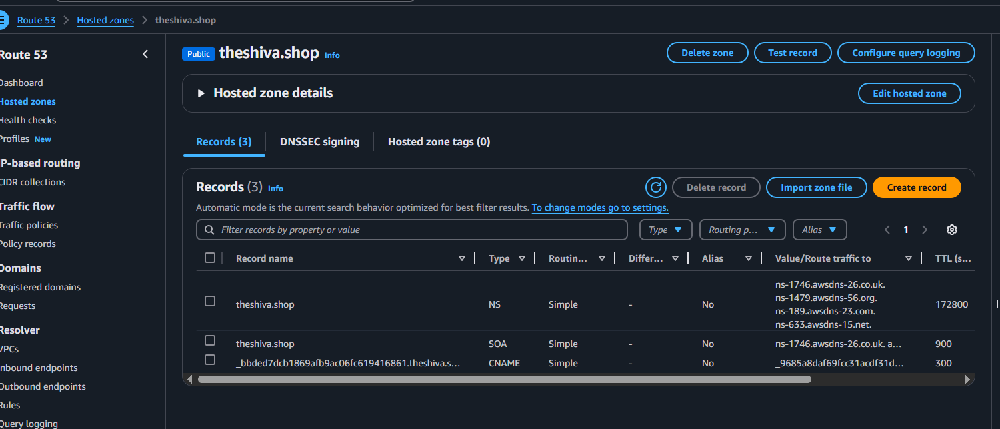 Route 53 > Hosted zones > theshiva.shop
Route 53
Dashboard
Hosted zones
Health checks
Profiles New
IP-based routing
CIDR collections
Traffic flow
Traffic policies
Policy records
Domains
Registered domains
Requests
Resolver
VPCs
Inbound endpoints
Outbound endpoints
Rules
Query logging
Public theshiva.shop Info
Delete zone Test record Configure query logging
Hosted zone details
Edit hosted zone
Records (3) DNSSEC signing Hosted zone tags (0)
Records (3) Info
Delete record Import zone file Create record
Automatic mode is the current search behavior optimized for best filter results. To change modes go to settings.
Filter records by property or value Type Routing p... Alias 1
Record name Type Routin... Differ... Alias Value/Route traffic to TTL (s...
theshiva.shop NS Simple - No
ns-1746.awsdns-26.co.uk.
ns-1479.awsdns-56.org.
ns-189.awsdns-23.com.
ns-633.awsdns-15.net.
172800
theshiva.shop SOA Simple - No ns-1746.awsdns-26.co.uk. a... 900
_bbded7dcb1869afb9ac06fc619416861.theshiva.s... CNAME Simple - No _9685a8daf69fcc31acdf31d... 300